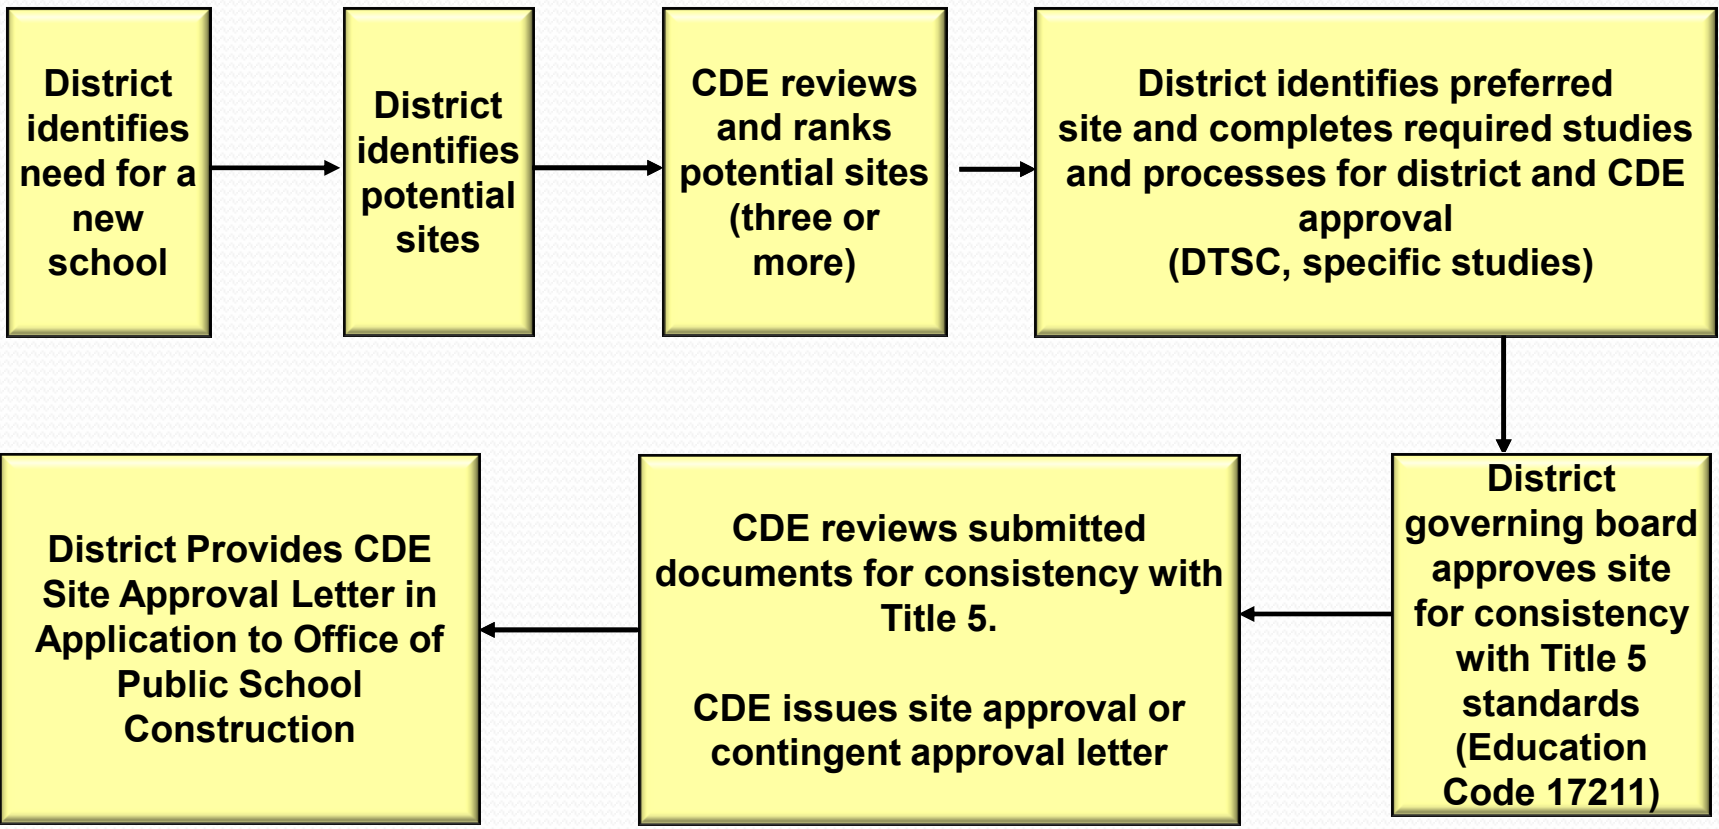 District
identifies
need for a
new
school
District
identifies
potential
sites
CDE reviews
and ranks
potential sites
(three or
more)
District identifies preferred
site and completes required studies
and processes for district and CDE
approval
(DTSC, specific studies)
District
governing board
approves site
for consistency
with Title 5
standards
(Education
Code 17211)
CDE reviews submitted
documents for consistency with
Title 5.
CDE issues site approval or
contingent approval letter
District Provides CDE
Site Approval Letter in
Application to Office of
Public School
Construction